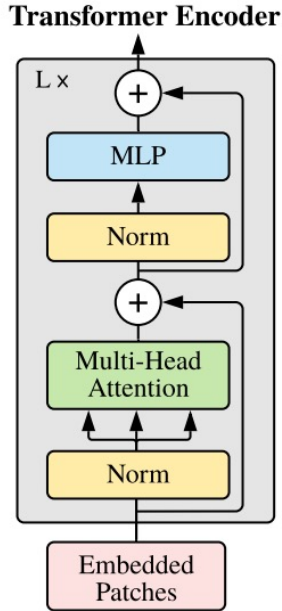 Transformer Encoder
L ×
+
MLP
Norm
+
Multi-Head
Attention
Norm
Embedded
Patches